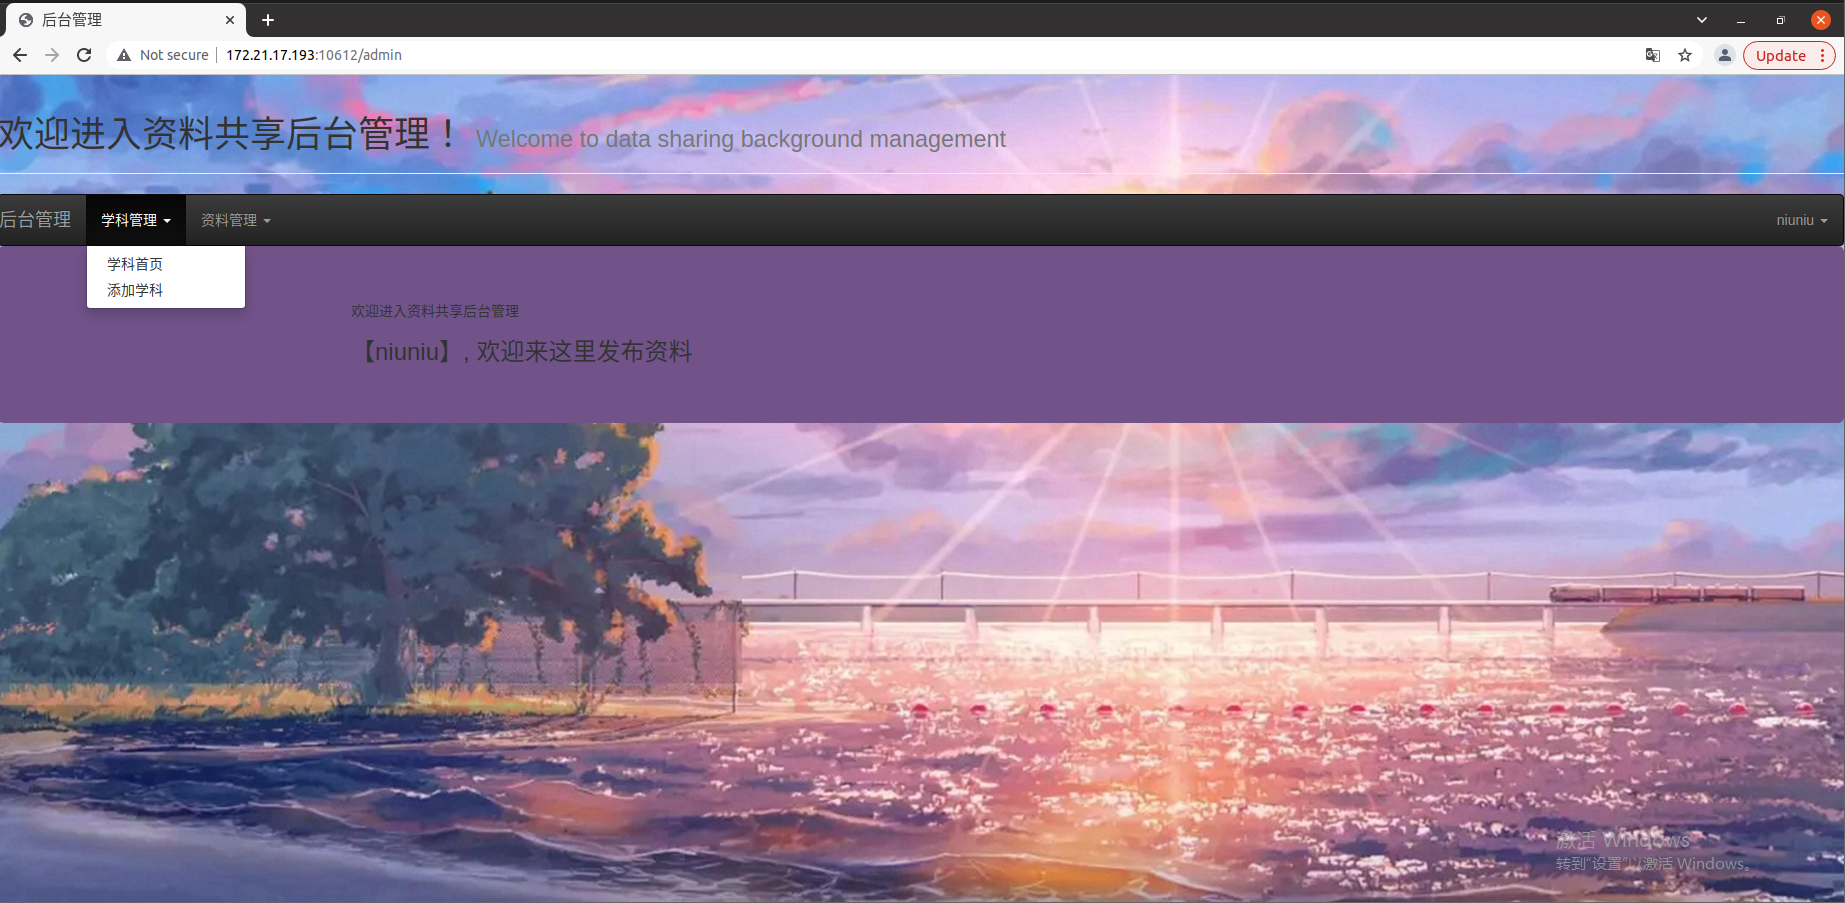 后台管理
Not secure 172.21.17.193:10612/admin
Update
欢迎进入资料共享后台管理！ Welcome to data sharing background management
后台管理 学科管理 资料管理 niuniu
学科首页
添加学科
欢迎进入资料共享后台管理
【niuniu】, 欢迎来这里发布资料
激活 Windows
转到"设置"以激活 Windows。